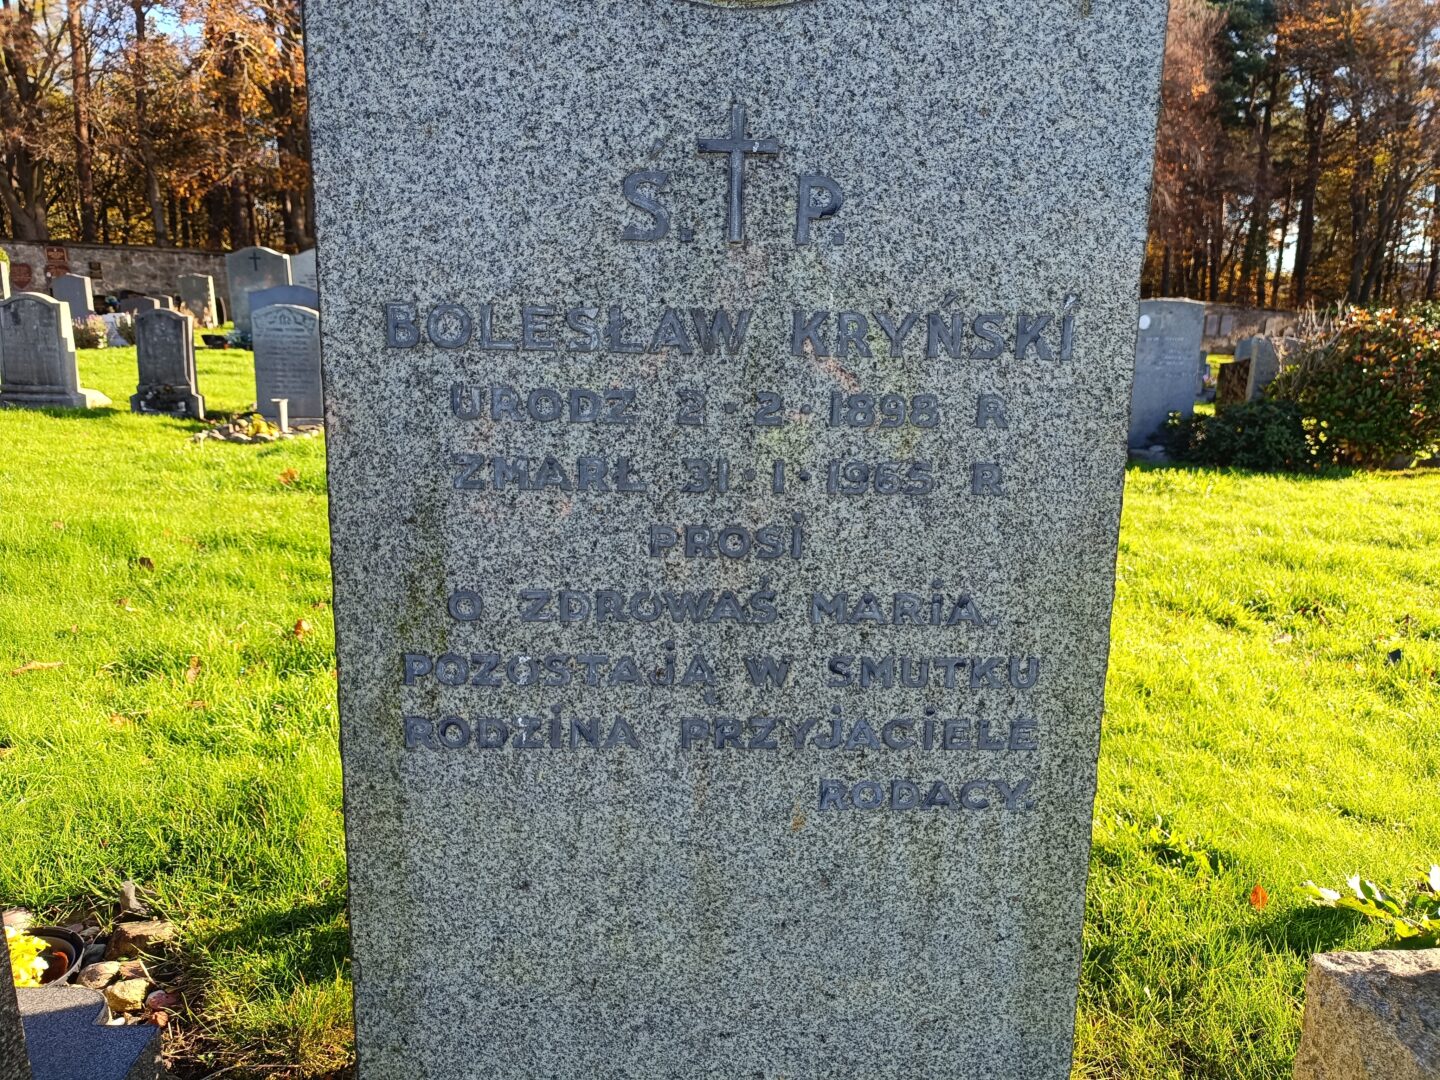 Ś. P.
BOLESŁAW KRYŃSKI
URODZ 2·2·1898 R
ZMARŁ 31·1·1965 R
PROSI
O ZDROWAŚ MARIA.
POZOSTAJĄ W SMUTKU
RODZINA PRZYJACIELE
RODACY.